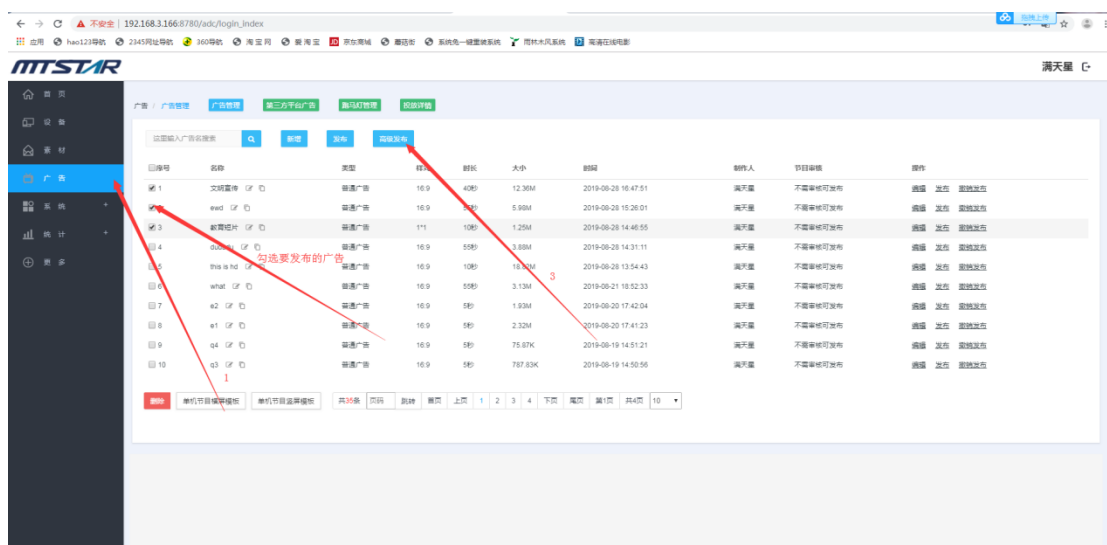 拖拽上传
不安全 | 192.168.3.166:8780/adc/login_index
应用 hao123导航 2345网址导航 360导航 淘宝网 爱淘宝 京东商城 蘑菇街 系统兔一键重装系统 雨林木风系统 高清在线电影
MTSTAR 满天星
首页
设备
素材
广告
系统 +
统计 +
更多
广告 / 广告管理 广告管理 第三方平台广告 跑马灯管理 投放详情
这里输入广告名搜索 新增 发布 高级发布
序号 名称 类型 时长 大小 时间 制作人 节目审核 操作
1 文明宣传 普通广告 16:9 40秒 12.36M 2019-08-28 16:47:51 满天星 不需审核可发布 编辑 发布 撤销发布
ewd 普通广告 16:9 5.98M 2019-08-28 15:26:01 满天星 不需审核可发布 编辑 发布 撤销发布
3 教育短片 普通广告 1*1 10秒 1.25M 2019-08-28 14:46:55 满天星 不需审核可发布 编辑 发布 撤销发布
4 普通广告 16:9 55秒 3.88M 2019-08-28 14:31:11 满天星 不需审核可发布 编辑 发布 撤销发布
勾选要发布的广告
5 this is hd 普通广告 16:9 10秒 2019-08-28 13:54:43 满天星 不需审核可发布 编辑 发布 撤销发布
3
6 what 普通广告 16:9 55秒 3.13M 2019-08-21 18:52:33 满天星 不需审核可发布 编辑 发布 撤销发布
7 e2 普通广告 16:9 5秒 1.93M 2019-08-20 17:42:04 满天星 不需审核可发布 编辑 发布 撤销发布
8 e1 普通广告 16:9 5秒 2.32M 2019-08-20 17:41:23 满天星 不需审核可发布 编辑 发布 撤销发布
9 q4 普通广告 16:9 5秒 75.87K 2019-08-19 14:51:21 满天星 不需审核可发布 编辑 发布 撤销发布
10 q3 普通广告 16:9 5秒 787.83K 2019-08-19 14:50:56 满天星 不需审核可发布 编辑 发布 撤销发布
1
删除 单机节目横屏模板 单机节目竖屏模板 共36条 页码 跳转 首页 上页 1 2 3 4 下页 尾页 第1页 共4页 10